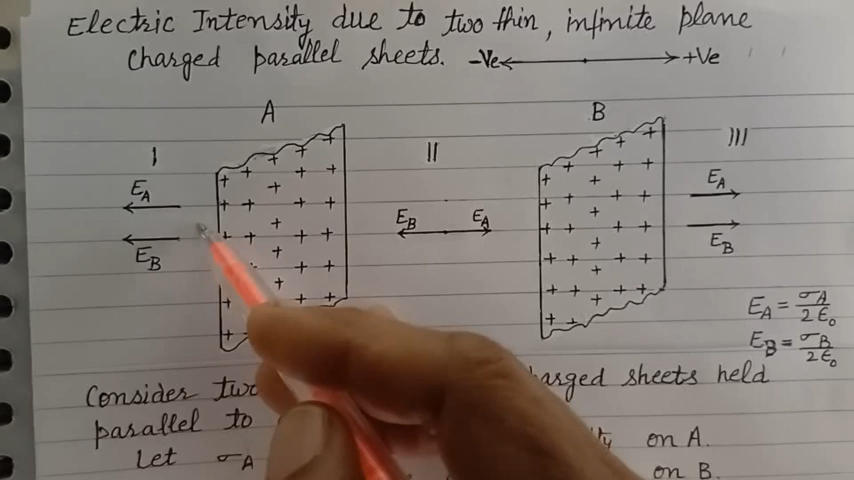 Electric Intensity due to two thin, infinite plane
charged parallel sheets. -Ve +Ve
A B
I II III
EA EB EA EA
EB EB
EA = σA/2ε₀
EB = σB/2ε₀
Consider two charged sheets held
parallel to on A.
Let σA on B.